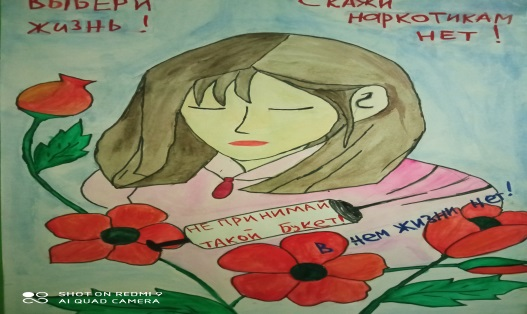 ВЫБЕРИ
ЖИЗНЬ!
СКАЖИ
НАРКОТИКАМ
НЕТ!
НЕ ПРИНИМАЙ
ТАКОЙ БУКЕТ!
В нем жизни нет!
SHOT ON REDMI 9
AI QUAD CAMERA